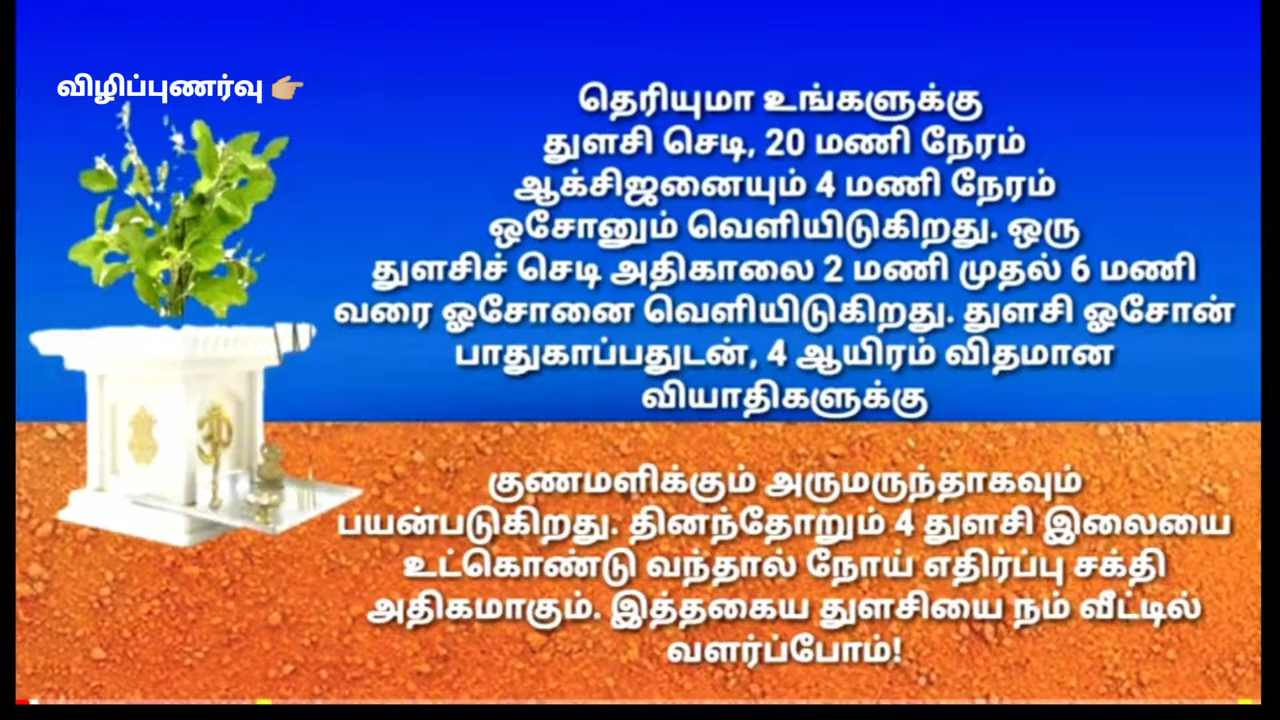 விழிப்புணர்வு 👉🏼
தெரியுமா உங்களுக்கு
துளசி செடி, 20 மணி நேரம்
ஆக்சிஜனையும் 4 மணி நேரம்
ஒசோனும் வெளியிடுகிறது. ஒரு
துளசிச் செடி அதிகாலை 2 மணி முதல் 6 மணி
வரை ஓசோனை வெளியிடுகிறது. துளசி ஓசோன்
பாதுகாப்பதுடன், 4 ஆயிரம் விதமான
வியாதிகளுக்கு
குணமளிக்கும் அருமருந்தாகவும்
பயன்படுகிறது. தினந்தோறும் 4 துளசி இலையை
உட்கொண்டு வந்தால் நோய் எதிர்ப்பு சக்தி
அதிகமாகும். இத்தகைய துளசியை நம் வீட்டில்
வளர்ப்போம்!